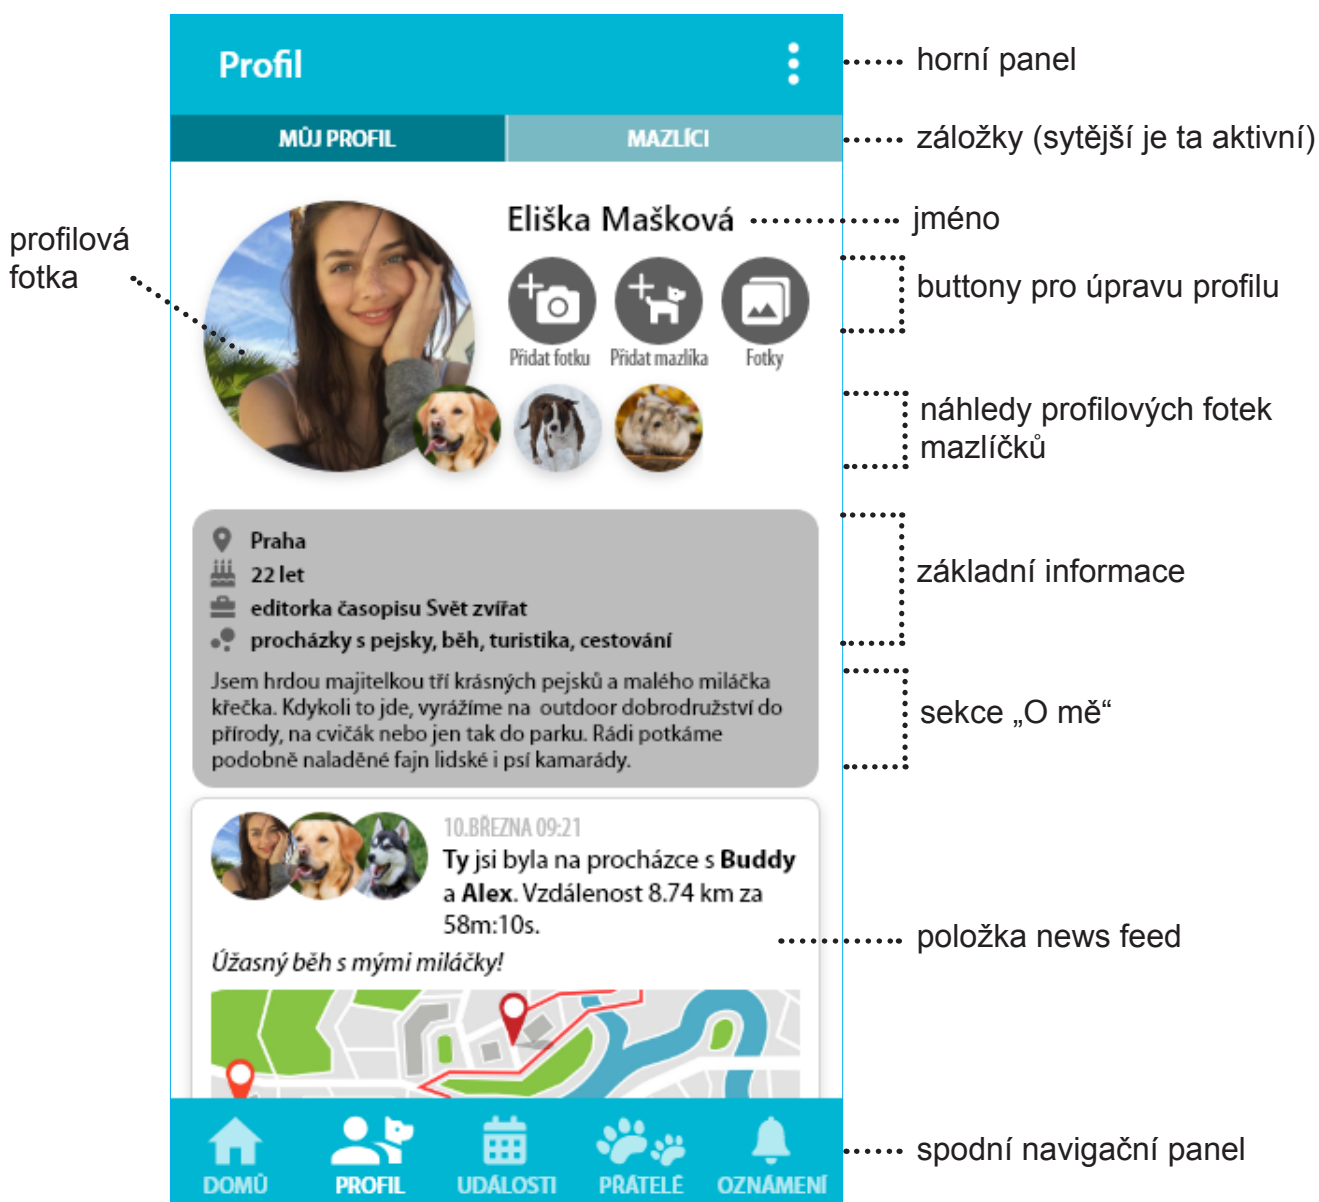 Profil
horní panel
MŮJ PROFIL
MAZLÍCI
záložky (sytější je ta aktivní)
profilová
fotka
Eliška Mašková
jméno
buttony pro úpravu profilu
Přidat fotku
Přidat mazlíka
Fotky
náhledy profilových fotek
mazlíčků
Praha
22 let
editorka časopisu Svět zvířat
procházky s pejsky, běh, turistika, cestování
základní informace
Jsem hrdou majitelkou tří krásných pejsků a malého miláčka
křečka. Kdykoli to jde, vyrážíme na outdoor dobrodružství do
přírody, na cvičák nebo jen tak do parku. Rádi potkáme
podobně naladěné fajn lidské i psí kamarády.
sekce „O mě“
10.BŘEZNA 09:21
Ty jsi byla na procházce s Buddy
a Alex. Vzdálenost 8.74 km za
58m:10s.
Úžasný běh s mými miláčky!
položka news feed
DOMŮ
PROFIL
UDÁLOSTI
PŘÁTELÉ
OZNÁMENÍ
spodní navigační panel